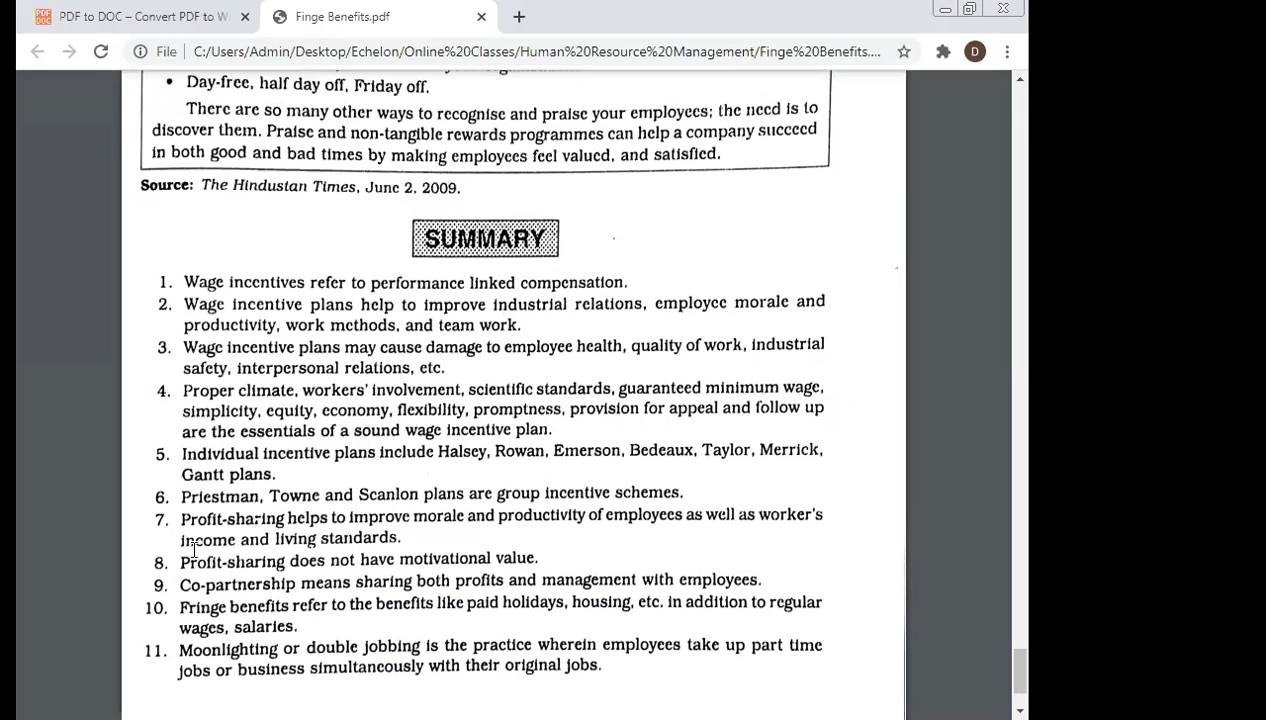 PDF to DOC – Convert PDF to W
Finge Benefits.pdf
File C:/Users/Admin/Desktop/Echelon/Online%20Classes/Human%20Resource%20Management/Finge%20Benefits....
D
• Day-free, half day off, Friday off.
There are so many other ways to recognise and praise your employees; the need is to
discover them. Praise and non-tangible rewards programmes can help a company succeed
in both good and bad times by making employees feel valued, and satisfied.
Source: The Hindustan Times, June 2, 2009.
SUMMARY
1. Wage incentives refer to performance linked compensation.
2. Wage incentive plans help to improve industrial relations, employee morale and
productivity, work methods, and team work.
3. Wage incentive plans may cause damage to employee health, quality of work, industrial
safety, interpersonal relations, etc.
4. Proper climate, workers' involvement, scientific standards, guaranteed minimum wage,
simplicity, equity, economy, flexibility, promptness, provision for appeal and follow up
are the essentials of a sound wage incentive plan.
5. Individual incentive plans include Halsey, Rowan, Emerson, Bedeaux, Taylor, Merrick,
Gantt plans.
6. Priestman, Towne and Scanlon plans are group incentive schemes.
7. Profit-sharing helps to improve morale and productivity of employees as well as worker's
income and living standards.
8. Profit-sharing does not have motivational value.
9. Co-partnership means sharing both profits and management with employees.
10. Fringe benefits refer to the benefits like paid holidays, housing, etc. in addition to regular
wages, salaries.
11. Moonlighting or double jobbing is the practice wherein employees take up part time
jobs or business simultaneously with their original jobs.